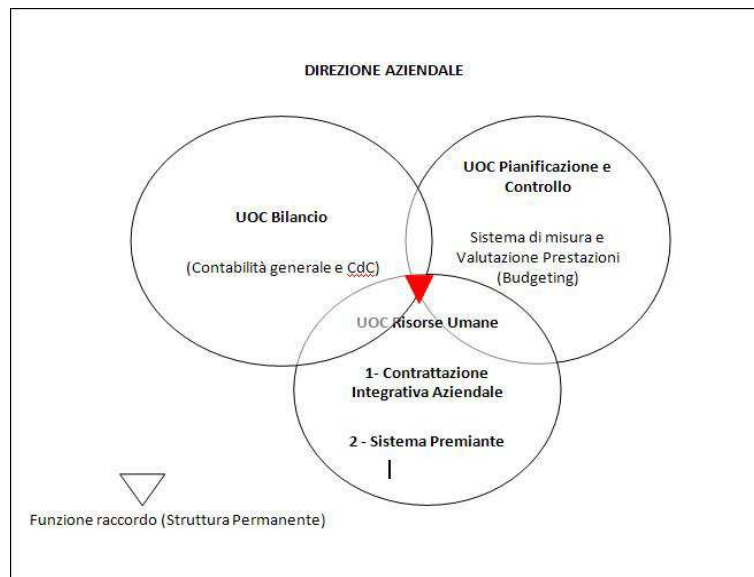 DIREZIONE AZIENDALE
UOC Pianificazione e
Controllo
Sistema di misura e
Valutazione Prestazioni
(Budgeting)
UOC Bilancio
(Contabilità generale e CdC)
UOC Risorse Umane
1- Contrattazione
Integrativa Aziendale
2 - Sistema Premiante
Funzione raccordo (Struttura Permanente)